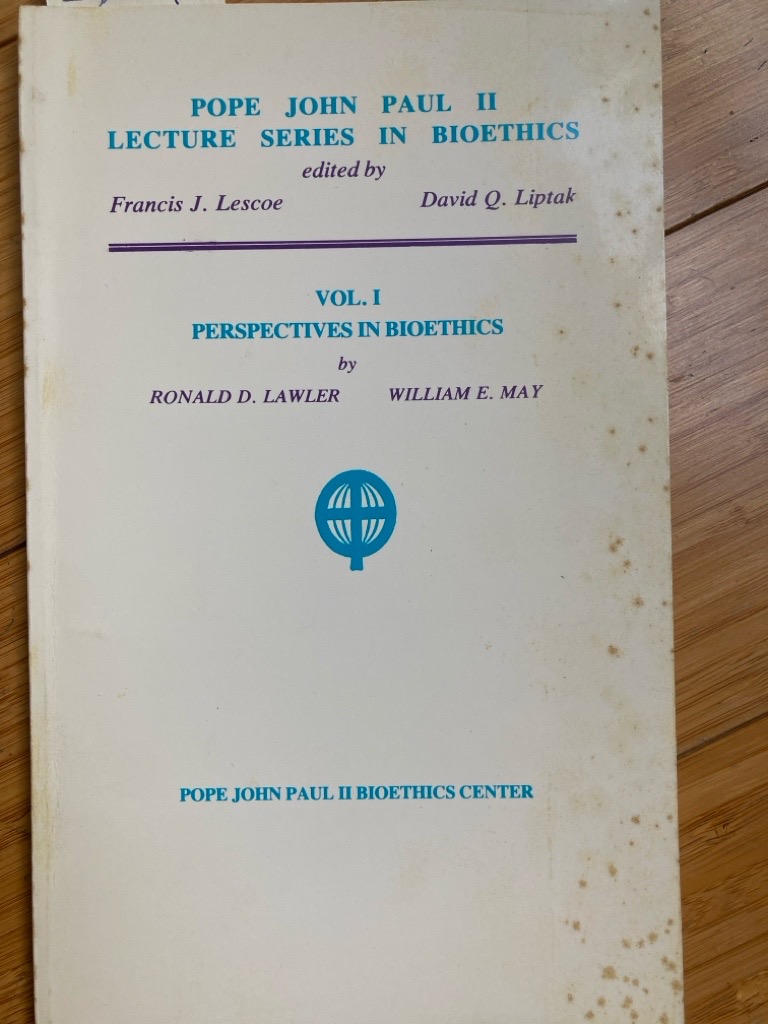 POPE JOHN PAUL II
LECTURE SERIES IN BIOETHICS
edited by
Francis J. Lescoe David Q. Liptak
VOL. I
PERSPECTIVES IN BIOETHICS
by
RONALD D. LAWLER WILLIAM E. MAY
POPE JOHN PAUL II BIOETHICS CENTER